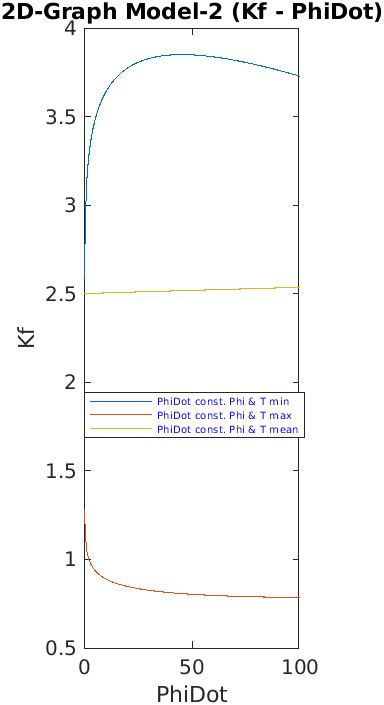 2D-Graph Model-2 (Kf - PhiDot)
4
3.5
3
2.5
2
1.5
1
0.5
Kf
PhiDot const. Phi & T min
PhiDot const. Phi & T max
PhiDot const. Phi & T mean
0 50 100
PhiDot